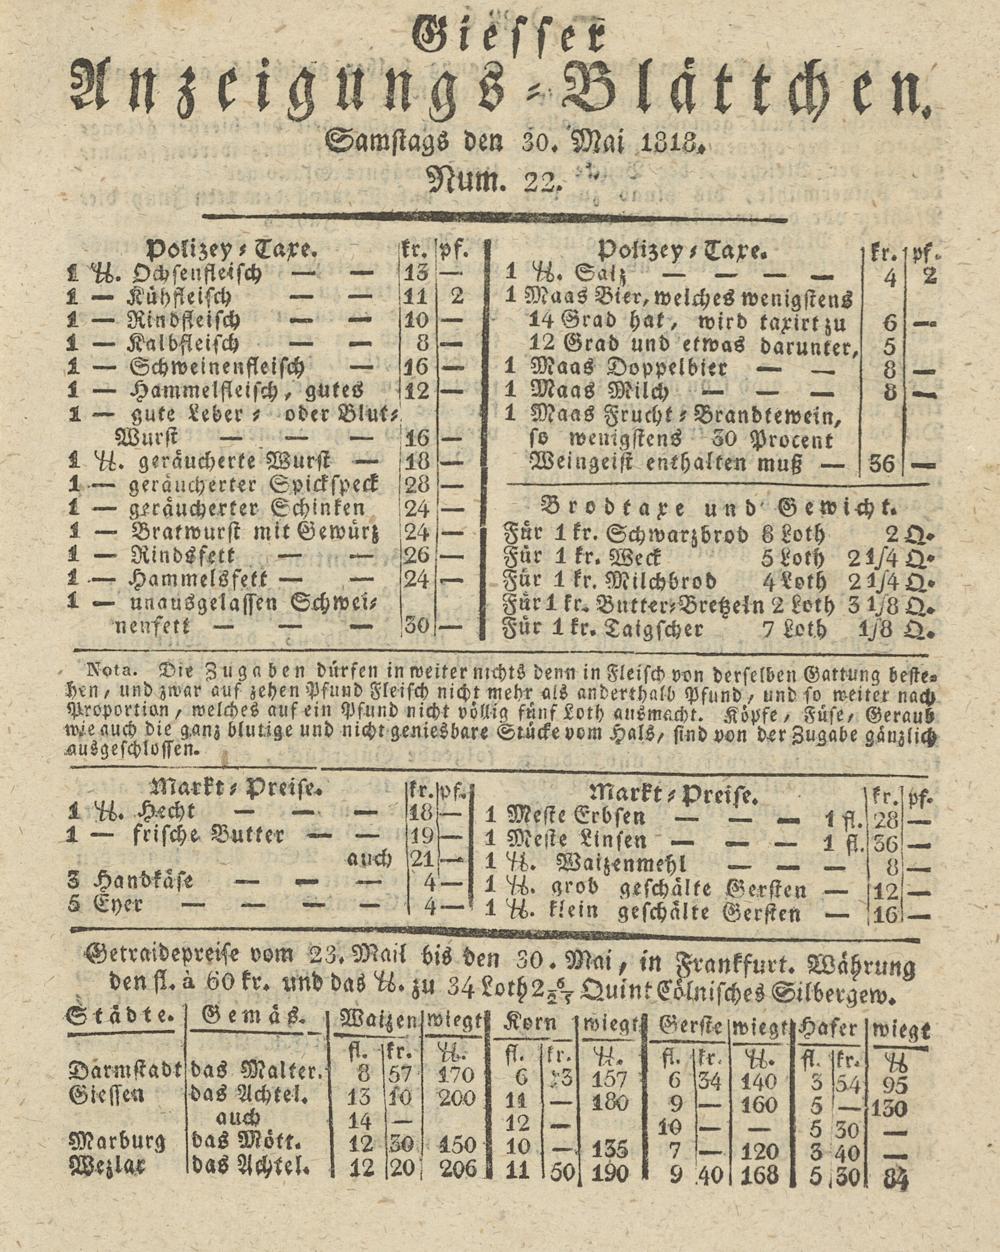 Giesser
Anzeigungs-Blättchen.
Samstags den 30. Mai 1818.
Num. 22.
Polizey-Taxe. kr. pf.
1 ℔. Ochsenfleisch — — 13 —
1 — Kühfleisch — — 11 2
1 — Rindfleisch — — 10 —
1 — Kalbfleisch — — 8 —
1 — Schweinenfleisch — 16 —
1 — Hammelfleisch, gutes 12 —
1 — gute Leber- oder Blut-
Wurst — — — 16 —
1 ℔. geräucherte Wurst — 18 —
1 — geräucherter Spickspeck 28 —
1 — geräucherter Schinken 24 —
1 — Bratwurst mit Gewürz 24 —
1 — Rindsfett — — 26 —
1 — Hammelsfett — — 24 —
1 — unausgelassen Schwei-
nenfett — — — 30 —
Polizey-Taxe. kr. pf.
1 ℔. Salz — — — — 4 2
1 Maas Bier, welches wenigstens
14 Grad hat, wird taxirt zu 6 —
12 Grad und etwas darunter, 5
1 Maas Doppelbier — — 8 —
1 Maas Milch — — — 8 —
1 Maas Frucht-Brandtewein,
so wenigstens 30 Procent
Weingeist enthalten muß — 36 —
Brodtaxe und Gewicht.
Für 1 kr. Schwarzbrod 8 Loth 2 Q.
Für 1 kr. Weck 5 Loth 2 1/4 Q.
Für 1 kr. Milchbrod 4 Loth 2 1/4 Q.
Für 1 kr. Butter-Bretzeln 2 Loth 3 1/8 Q.
Für 1 kr. Taigscher 7 Loth 1/8 Q.
Nota. Die Zugaben dürfen in weiter nichts denn in Fleisch von derselben Gattung beste-
hen, und zwar auf zehen Pfund Fleisch nicht mehr als anderthalb Pfund, und so weiter nach
Proportion, welches auf ein Pfund nicht völlig fünf Loth ausmacht. Köpfe, Füse, Geraub
wie auch die ganz blutige und nicht geniesbare Stücke vom Hals, sind von der Zugabe gänzlich
ausgeschlossen.
Markt-Preise. kr. pf.
1 ℔. Hecht — — 18 —
1 — frische Butter — — 19 —
auch 21 —
3 Handkäse — — — 4 —
5 Eyer — — — — 4 —
Markt-Preise. kr. pf.
1 Meste Erbsen — — — 1 fl. 28 —
1 Meste Linsen — — — 1 fl. 36 —
1 ℔. Waizenmehl — — — 8 —
1 ℔. grob geschälte Gersten — 12 —
1 ℔. klein geschälte Gersten — 16 —
Getraidepreise vom 23. Mail bis den 30. Mai, in Frankfurt. Währung
den fl. à 60 kr. und das ℔. zu 34 Loth 2 Quint Cölnisches Silbergew.
Städte. Gemäs. Waizen wiegt Korn wiegt Gerste wiegt Hafer wiegt
fl. kr. ℔. fl. kr. ℔. fl. kr. ℔. fl. kr. ℔
Darmstadt das Malter. 8 57 170 6 157 6 34 140 3 54 95
Giessen das Achtel. 13 10 200 11 — 180 9 — 160 5 — 130
auch 14 — 12 — — 10 — — 5 30 —
Marburg das Mött. 12 30 150 10 — 135 7 — 120 3 40 —
Wezlar das Achtel. 12 20 206 11 50 190 9 40 168 5 30 84